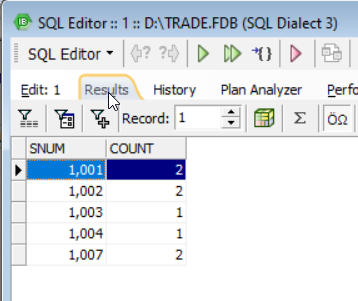 SQL Editor :: 1 :: D:\TRADE.FDB (SQL Dialect 3)
SQL Editor
Edit: 1 Results History Plan Analyzer Perfo
Record: 1 Σ ÖΩ
SNUM COUNT
1,001 2
1,002 2
1,003 1
1,004 1
1,007 2